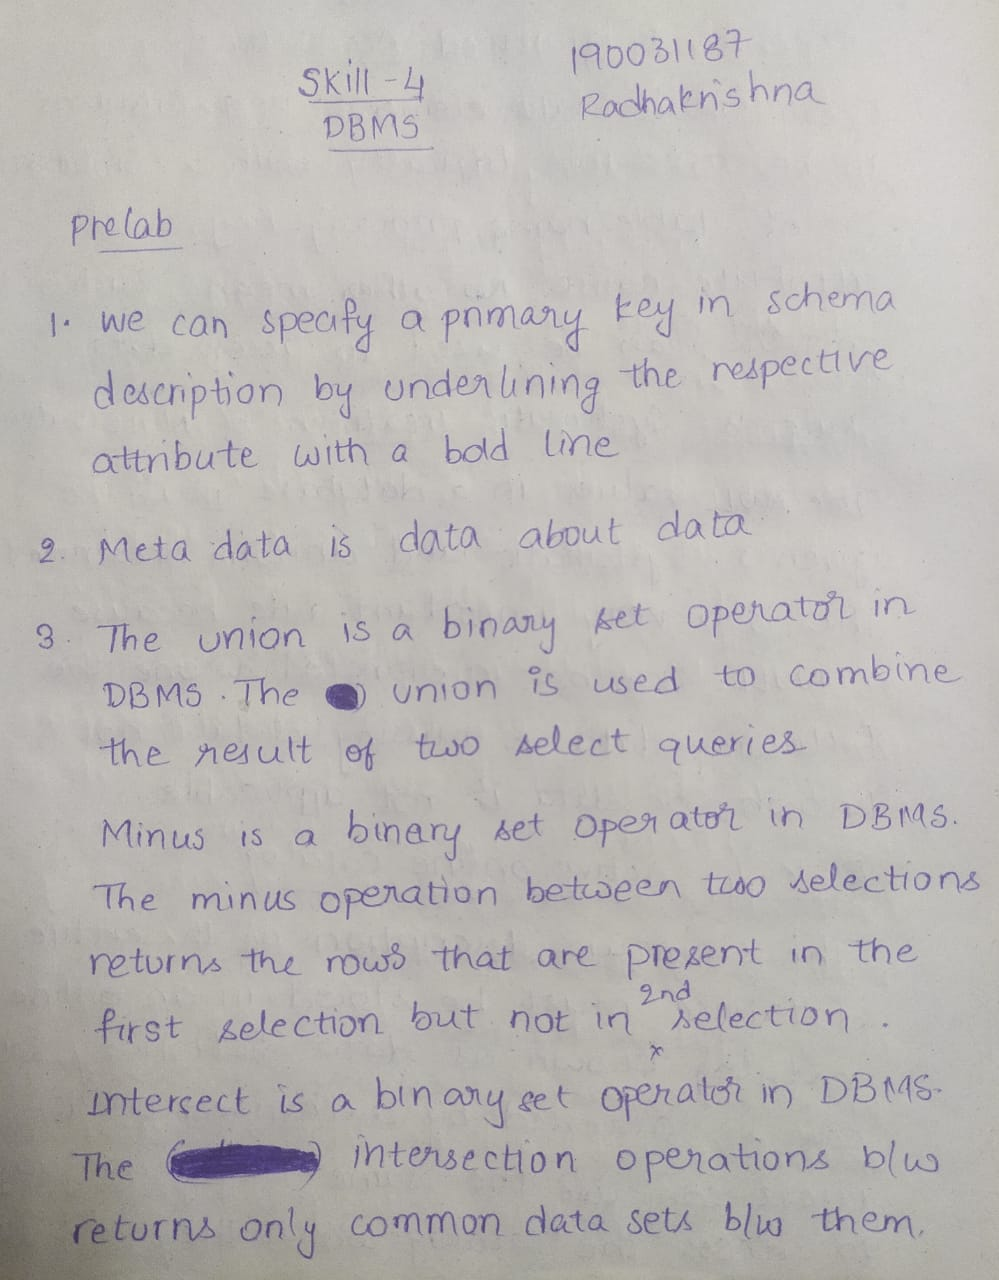 190031187
Skill-4
Radhakrishna
DBMS
Prelab
1. We can specify a primary key in schema
description by underlining the respective
attribute with a bold line
2. Meta data is data about data
3. The union is a binary set operator in
DBMS. The union is used to combine
the result of two select queries
Minus is a binary set operator in DBMS.
The minus operation between two selections
returns the rows that are present in the
2nd
first selection but not in selection.
x
Intersect is a binary set operator in DBMS.
The intersection operations b/w
returns only common data sets b/w them.